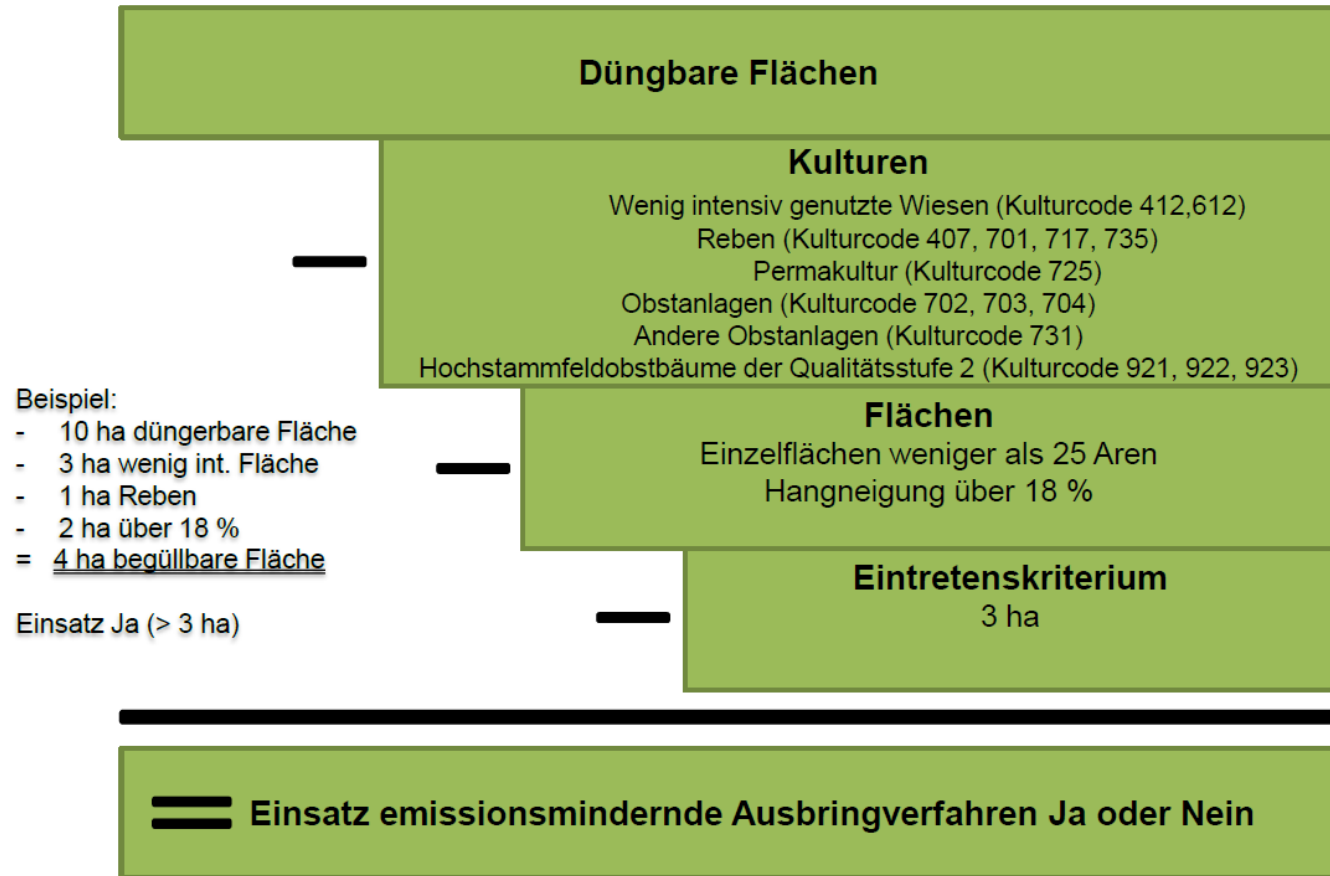 Düngbare Flächen
Kulturen
Wenig intensiv genutzte Wiesen (Kulturcode 412,612)
Reben (Kulturcode 407, 701, 717, 735)
Permakultur (Kulturcode 725)
Obstanlagen (Kulturcode 702, 703, 704)
Andere Obstanlagen (Kulturcode 731)
Hochstammfeldobstbäume der Qualitätsstufe 2 (Kulturcode 921, 922, 923)
Beispiel:
- 10 ha düngerbare Fläche
- 3 ha wenig int. Fläche
- 1 ha Reben
- 2 ha über 18 %
= 4 ha begüllbare Fläche
Einsatz Ja (> 3 ha)
Flächen
Einzelflächen weniger als 25 Aren
Hangneigung über 18 %
Eintretenskriterium
3 ha
= Einsatz emissionsmindernde Ausbringverfahren Ja oder Nein